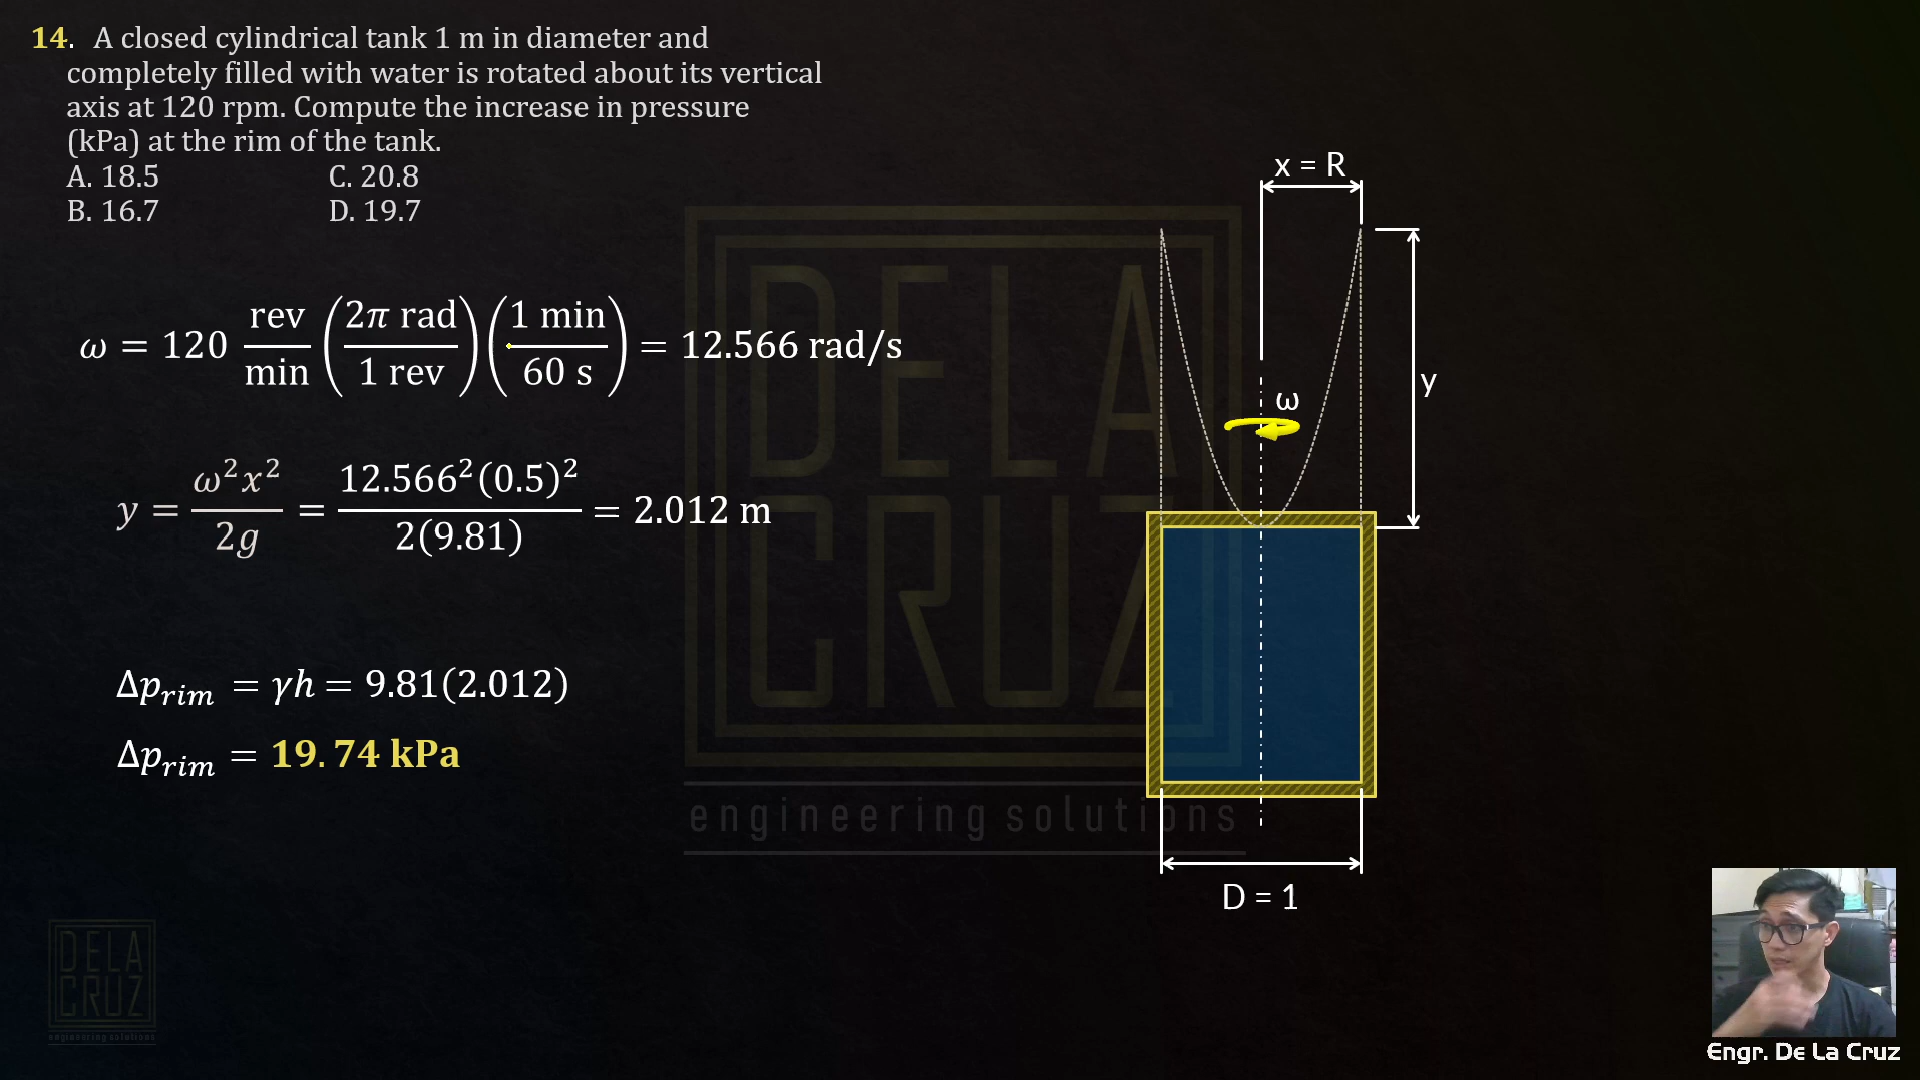 14. A closed cylindrical tank 1 m in diameter and
completely filled with water is rotated about its vertical
axis at 120 rpm. Compute the increase in pressure
(kPa) at the rim of the tank.
A. 18.5 C. 20.8
B. 16.7 D. 19.7
ω = 120 rev/min (2π rad/1 rev)(1 min/60 s) = 12.566 rad/s
y = ω²x²/2g = 12.566²(0.5)²/2(9.81) = 2.012 m
Δp_rim = γh = 9.81(2.012)
Δp_rim = 19.74 kPa
x = R
y
ω
D = 1
DELA
CRUZ
engineering solutions
DELA
CRUZ
engineering solutions
Engr. De La Cruz